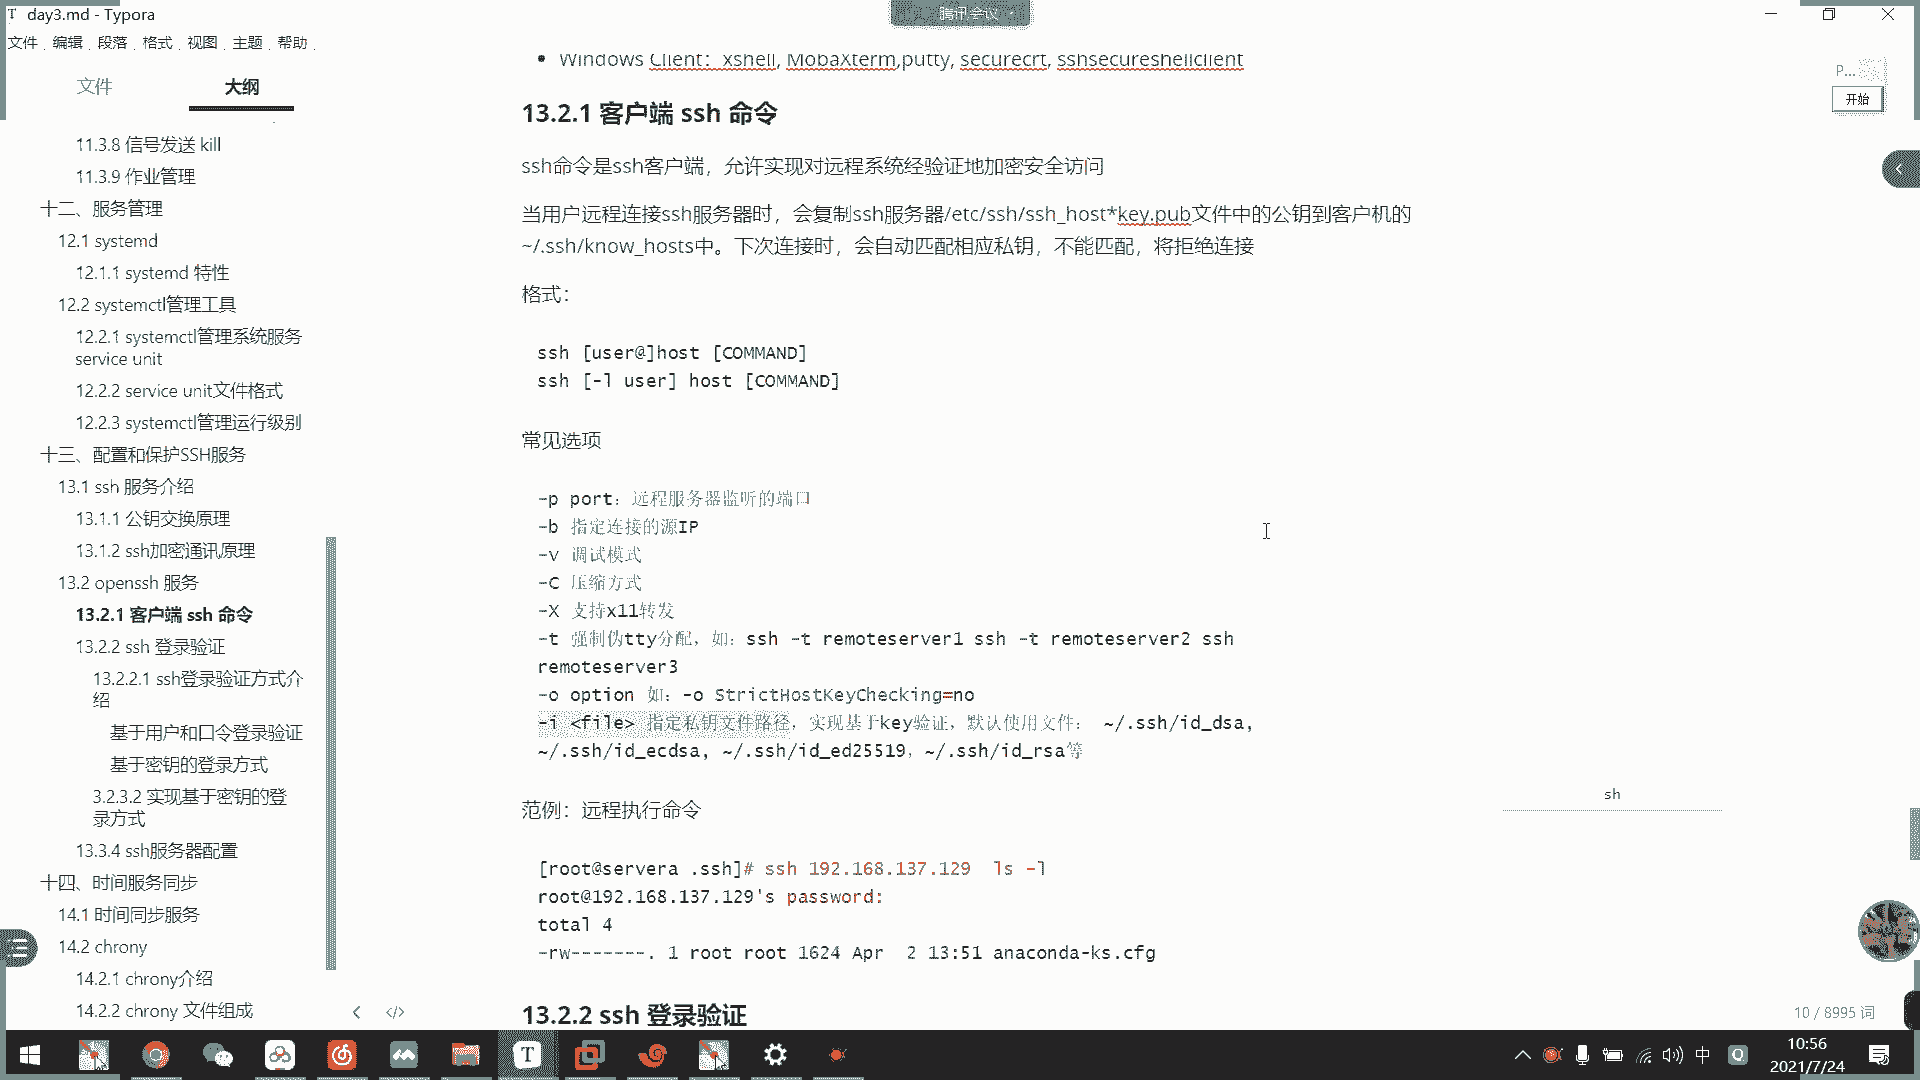 day3.md - Typora
腾讯会议
文件 编辑 段落 格式 视图 主题 帮助
文件 大纲
11.3.8 信号发送 kill
11.3.9 作业管理
十二、服务管理
12.1 systemd
12.1.1 systemd 特性
12.2 systemctl管理工具
12.2.1 systemctl管理系统服务
service unit
12.2.2 service unit文件格式
12.2.3 systemctl管理运行级别
十三、配置和保护SSH服务
13.1 ssh 服务介绍
13.1.1 公钥交换原理
13.1.2 ssh加密通讯原理
13.2 openssh 服务
13.2.1 客户端 ssh 命令
13.2.2 ssh 登录验证
13.2.2.1 ssh登录验证方式介
绍
基于用户和口令登录验证
基于密钥的登录方式
3.2.3.2 实现基于密钥的登
录方式
13.3.4 ssh服务器配置
十四、时间服务同步
14.1 时间同步服务
14.2 chrony
14.2.1 chrony介绍
14.2.2 chrony 文件组成
Windows Client：xshell, MobaXterm,putty, securecrt, sshsecureshellclient
13.2.1 客户端 ssh 命令
ssh命令是ssh客户端，允许实现对远程系统经验证地加密安全访问
当用户远程连接ssh服务器时，会复制ssh服务器/etc/ssh/ssh_host*key.pub文件中的公钥到客户机的
~/.ssh/know_hosts中。下次连接时，会自动匹配相应私钥，不能匹配，将拒绝连接
格式：
ssh [user@]host [COMMAND]
ssh [-l user] host [COMMAND]
常见选项
-p port：远程服务器监听的端口
-b 指定连接的源IP
-v 调试模式
-C 压缩方式
-X 支持x11转发
-t 强制伪tty分配，如：ssh -t remoteserver1 ssh -t remoteserver2 ssh
remoteserver3
-o option 如：-o StrictHostKeyChecking=no
-i <file> 指定私钥文件路径，实现基于key验证，默认使用文件： ~/.ssh/id_dsa,
~/.ssh/id_ecdsa, ~/.ssh/id_ed25519，~/.ssh/id_rsa等
sh
范例：远程执行命令
[root@servera .ssh]# ssh 192.168.137.129  ls -l
root@192.168.137.129's password:
total 4
-rw-------. 1 root root 1624 Apr  2 13:51 anaconda-ks.cfg
13.2.2 ssh 登录验证
P...
开始
10 / 8995 词
中
10:56
2021/7/24